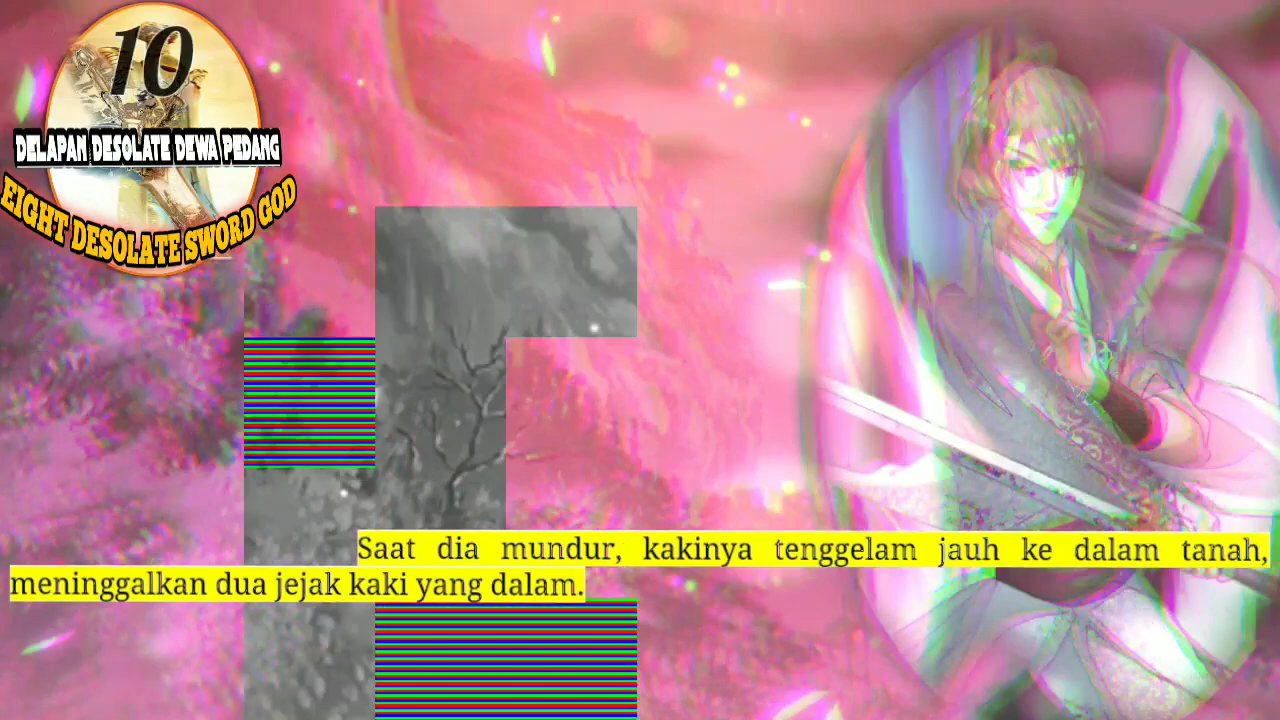 10
DELAPAN DESOLATE DEWA PEDANG
EIGHT DESOLATE SWORD GOD
Saat dia mundur, kakinya tenggelam jauh ke dalam tanah,
meninggalkan dua jejak kaki yang dalam.